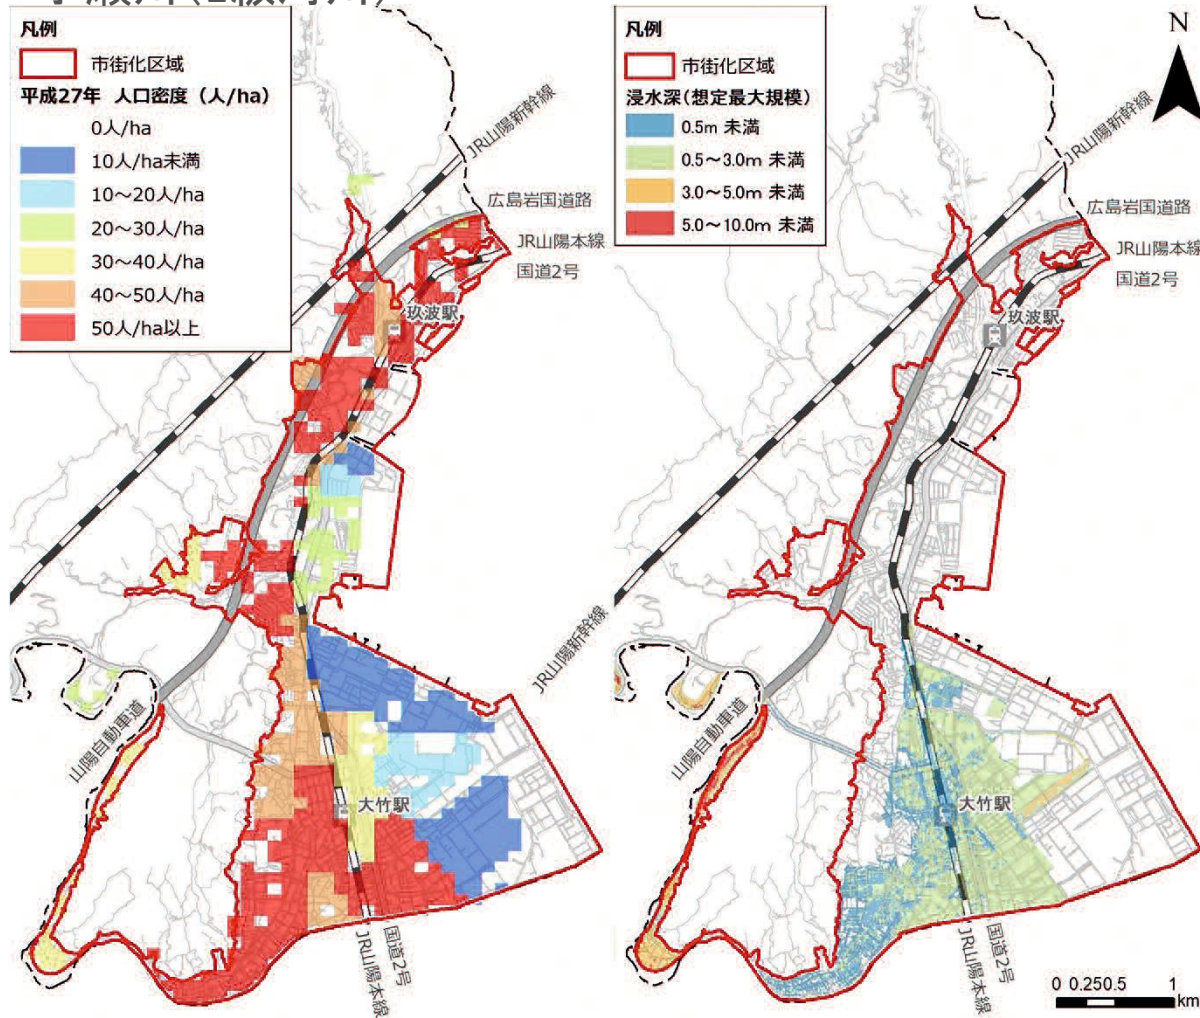 凡例
市街化区域
平成27年 人口密度（人/ha）
0人/ha
10人/ha未満
10～20人/ha
20～30人/ha
30～40人/ha
40～50人/ha
50人/ha以上
JR山陽新幹線
広島岩国道路
JR山陽本線
国道2号
玖波駅
山陽自動車道
大竹駅
国道2号
JR山陽本線
凡例
市街化区域
浸水深（想定最大規模）
0.5m 未満
0.5～3.0m 未満
3.0～5.0m 未満
5.0～10.0m 未満
N
JR山陽新幹線
広島岩国道路
JR山陽本線
国道2号
玖波駅
JR山陽新幹線
山陽自動車道
大竹駅
国道2号
JR山陽本線
0 0.25 0.5 1
km